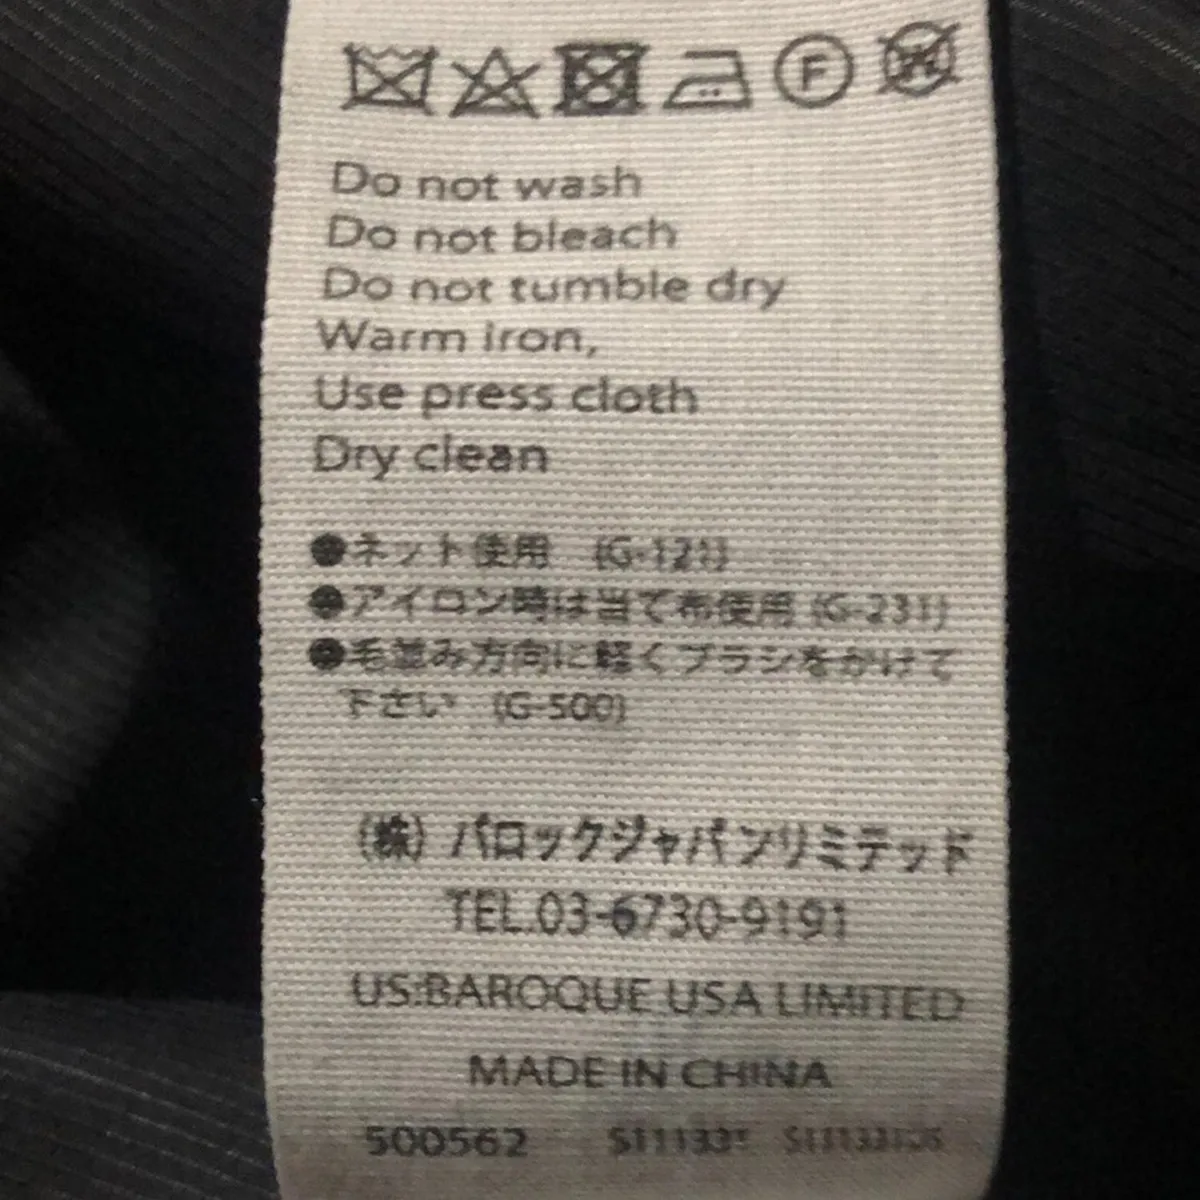 F
W
Do not wash
Do not bleach
Do not tumble dry
Warm iron,
Use press cloth
Dry clean
●ネット使用 (G-121)
●アイロン時は当て布使用 (G-231)
●毛並み方向に軽くブラシをかけて
下さい (G-500)
(株) バロックジャパンリミテッド
TEL.03-6730-9191
US:BAROQUE USA LIMITED
MADE IN CHINA
500562